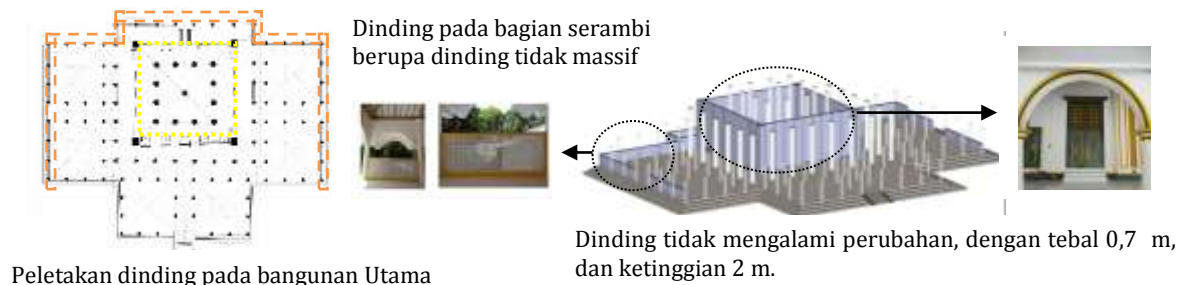 Dinding pada bagian serambi
berupa dinding tidak massif
Dinding tidak mengalami perubahan, dengan tebal 0,7 m,
dan ketinggian 2 m.
Peletakan dinding pada bangunan Utama